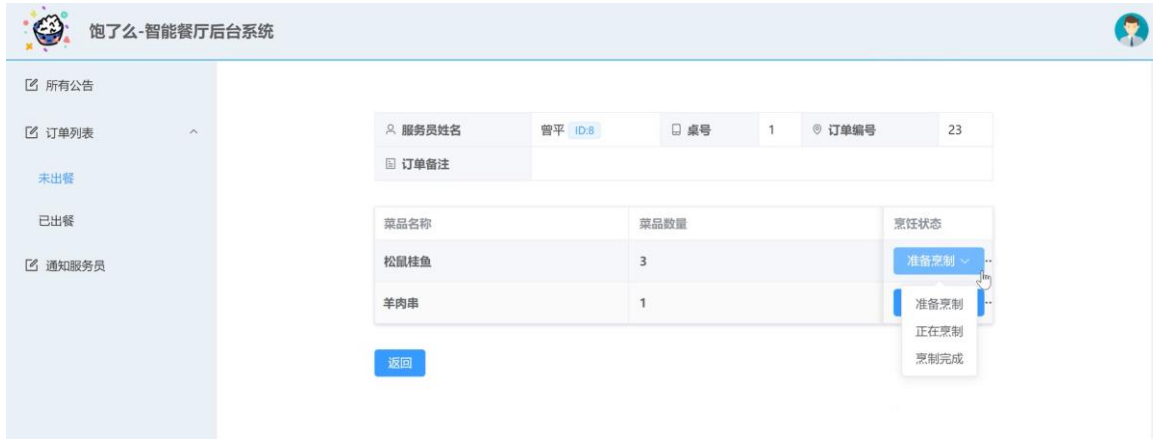 饱了么-智能餐厅后台系统
所有公告
订单列表
未出餐
已出餐
通知服务员
服务员姓名 曾平 ID:8 桌号 1 订单编号 23
订单备注
菜品名称 菜品数量 烹饪状态
松鼠桂鱼 3 准备烹制
羊肉串 1
准备烹制
正在烹制
烹制完成
返回